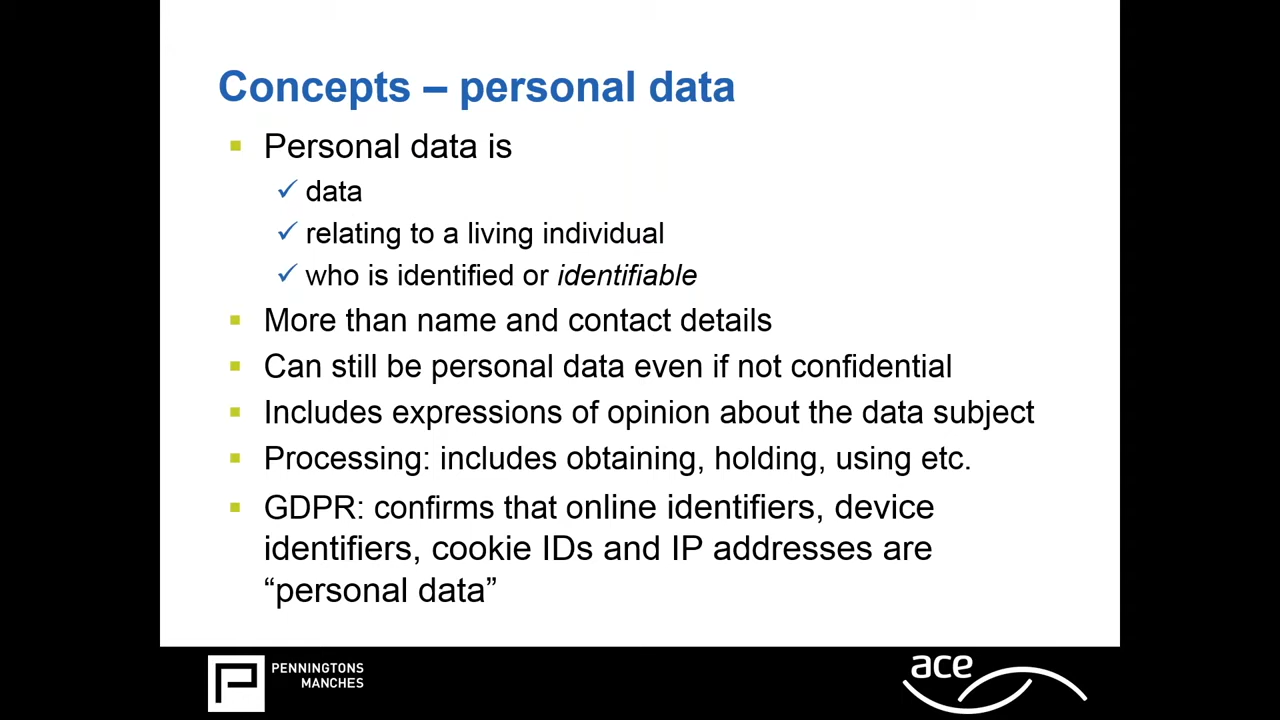 Concepts – personal data
Personal data is
data
relating to a living individual
who is identified or identifiable
More than name and contact details
Can still be personal data even if not confidential
Includes expressions of opinion about the data subject
Processing: includes obtaining, holding, using etc.
GDPR: confirms that online identifiers, device
identifiers, cookie IDs and IP addresses are
“personal data”
PENNINGTONS
MANCHES
ace